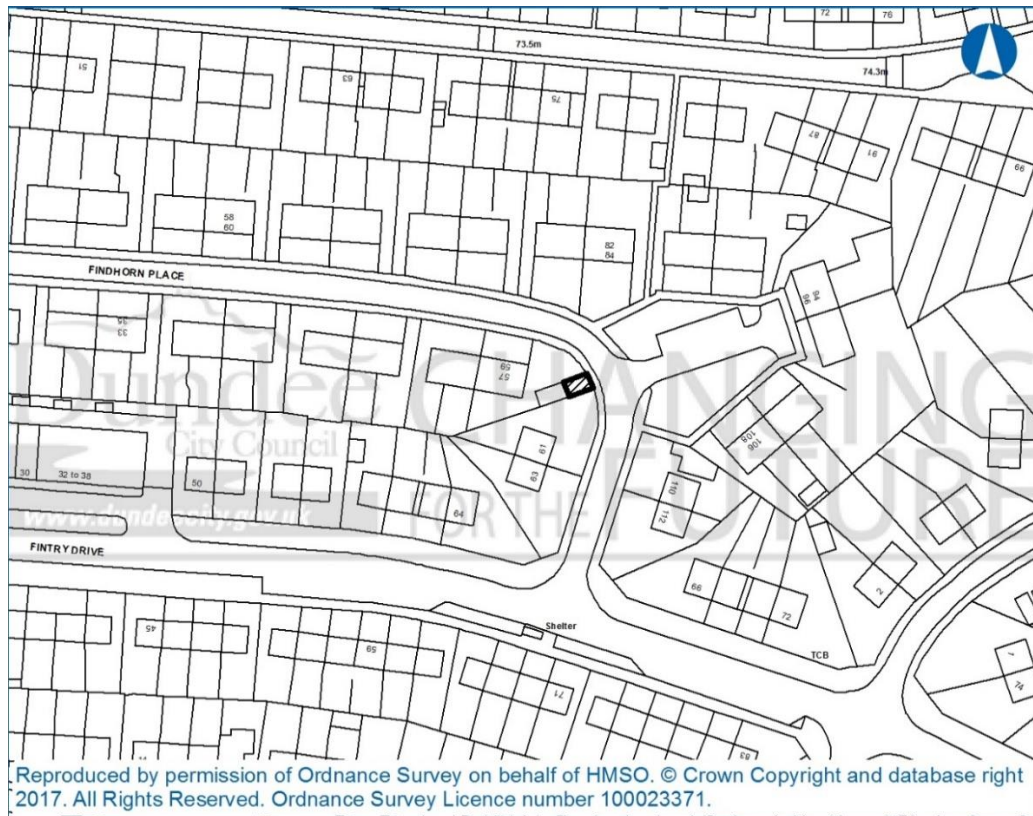 72 76
73.5m
74.3m
51
63
75
87
91
99
58
60
82
84
94
96
FINDHORN PLACE
35
33
59
57
Dundee CHANGING
City Council
FOR THE FUTURE
www.dundeecity.gov.uk
61
63
108
106
110
112
30
32 to 38
50
64
66
72
2
FINTRY DRIVE
Shelter
TCB
45
59
71
83
1
74
Reproduced by permission of Ordnance Survey on behalf of HMSO. © Crown Copyright and database right
2017. All Rights Reserved. Ordnance Survey Licence number 100023371.